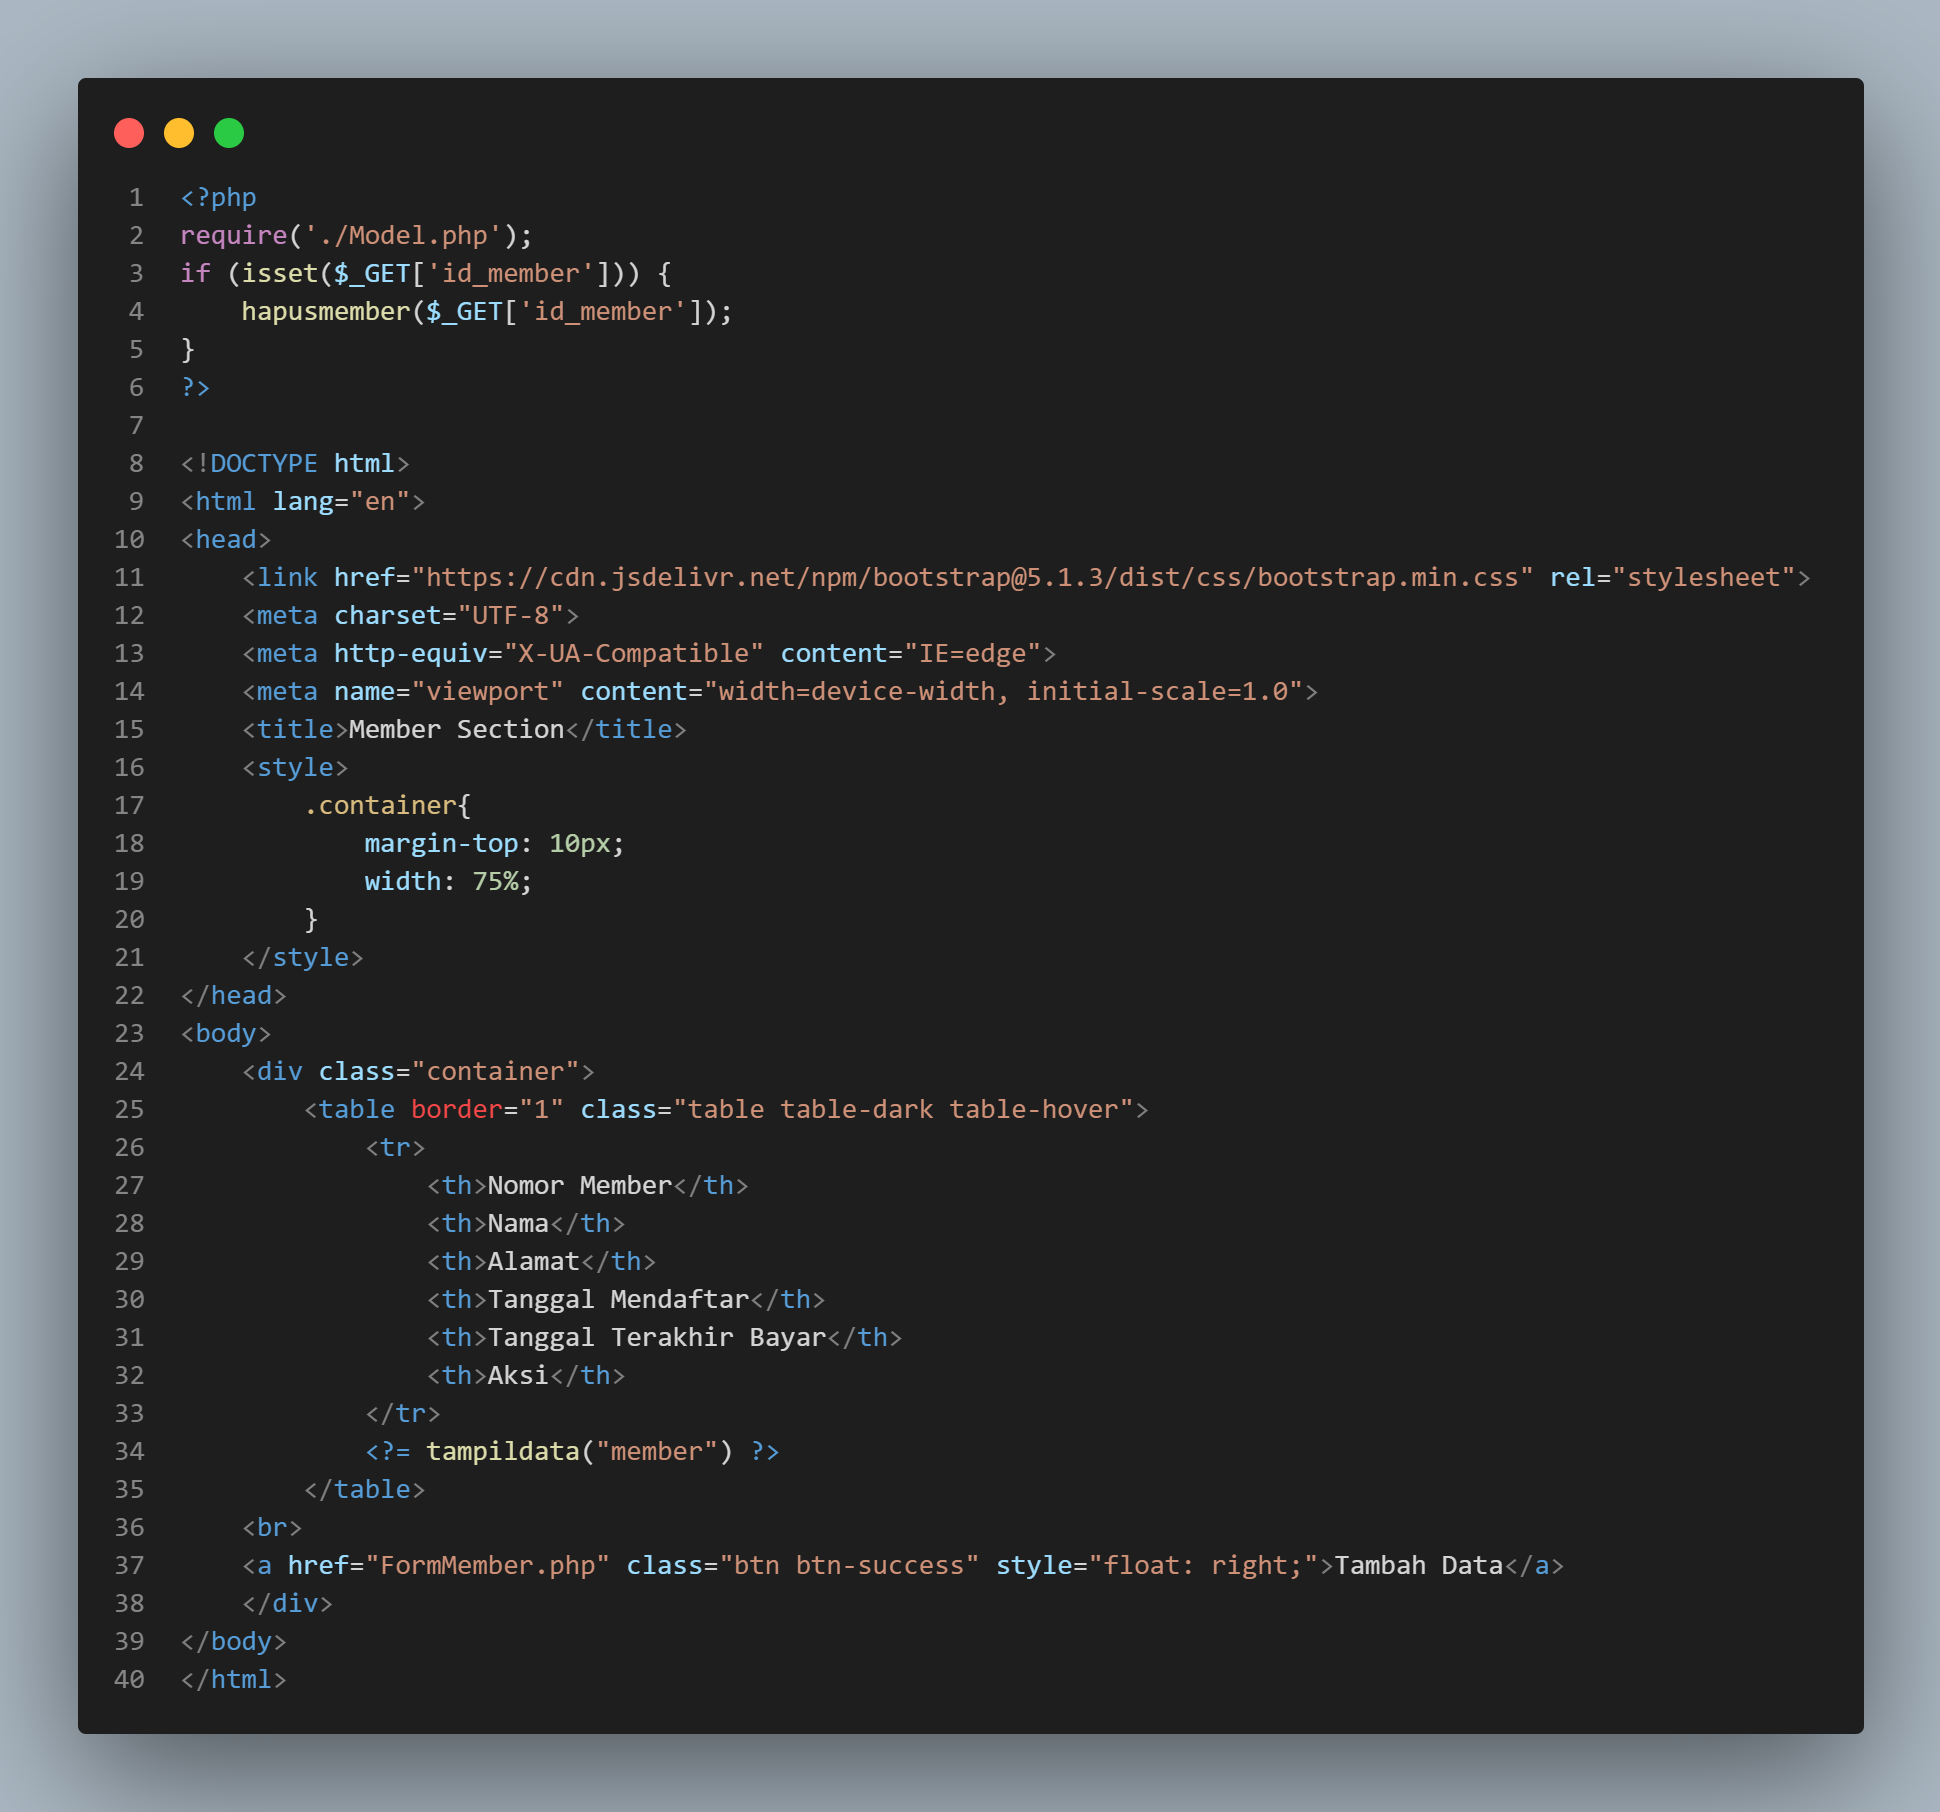 1 <?php
2 require('./Model.php');
3 if (isset($_GET['id_member'])) {
4     hapusmember($_GET['id_member']);
5 }
6 ?>
7
8 <!DOCTYPE html>
9 <html lang="en">
10 <head>
11     <link href="https://cdn.jsdelivr.net/npm/bootstrap@5.1.3/dist/css/bootstrap.min.css" rel="stylesheet">
12     <meta charset="UTF-8">
13     <meta http-equiv="X-UA-Compatible" content="IE=edge">
14     <meta name="viewport" content="width=device-width, initial-scale=1.0">
15     <title>Member Section</title>
16     <style>
17         .container{
18             margin-top: 10px;
19             width: 75%;
20         }
21     </style>
22 </head>
23 <body>
24     <div class="container">
25         <table border="1" class="table table-dark table-hover">
26             <tr>
27                 <th>Nomor Member</th>
28                 <th>Nama</th>
29                 <th>Alamat</th>
30                 <th>Tanggal Mendaftar</th>
31                 <th>Tanggal Terakhir Bayar</th>
32                 <th>Aksi</th>
33             </tr>
34             <?= tampildata("member") ?>
35         </table>
36     <br>
37     <a href="FormMember.php" class="btn btn-success" style="float: right;">Tambah Data</a>
38     </div>
39 </body>
40 </html>